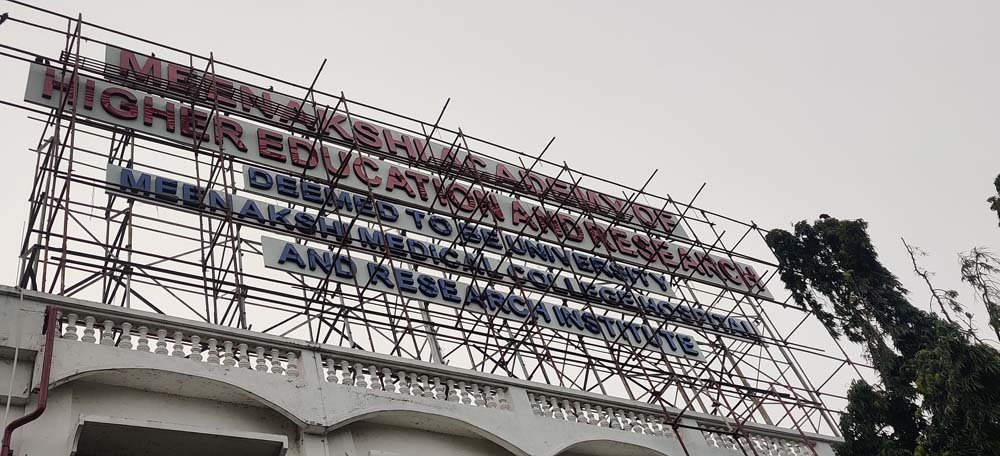 MEENAKSHI ACADEMY OF
HIGHER EDUCATION AND RESEARCH
DEEMED TO BE UNIVERSITY
MEENAKSHI MEDICAL COLLEGE HOSPITAL
AND RESEARCH INSTITUTE